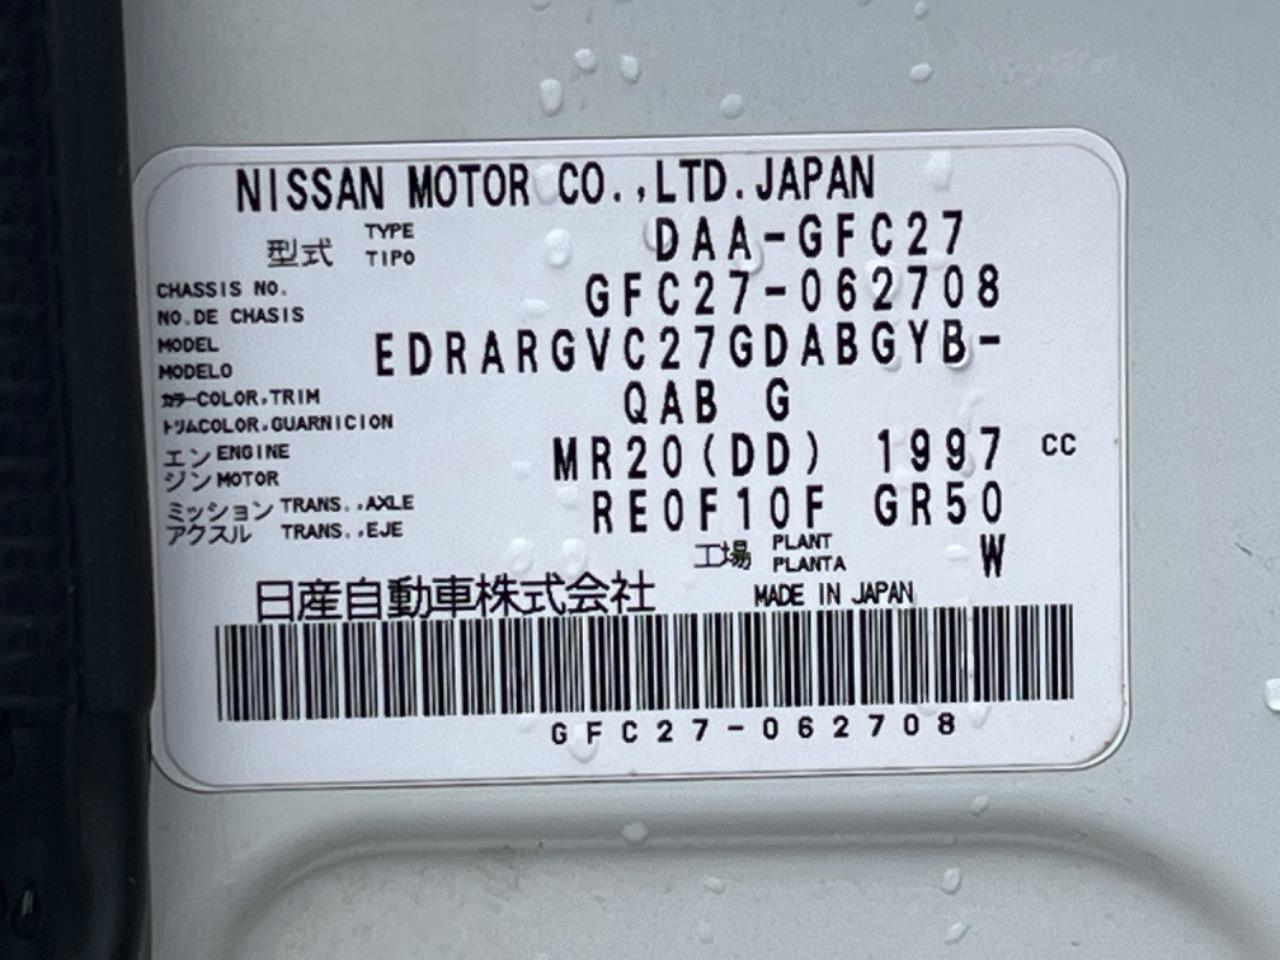 NISSAN MOTOR CO.,LTD.JAPAN
型式 TYPE TIPO DAA-GFC27
CHASSIS NO. NO.DE CHASIS GFC27-062708
MODEL MODELO EDRARGVC27GDABGYB-
カラーCOLOR,TRIM QAB G
トリムCOLOR,GUARNICION
エンジン ENGINE MOTOR MR20(DD) 1997 CC
ミッション TRANS.,AXLE RE0F10F GR50
アクスル TRANS.,EJE
工場 PLANT PLANTA W
日産自動車株式会社 MADE IN JAPAN
GFC27-062708